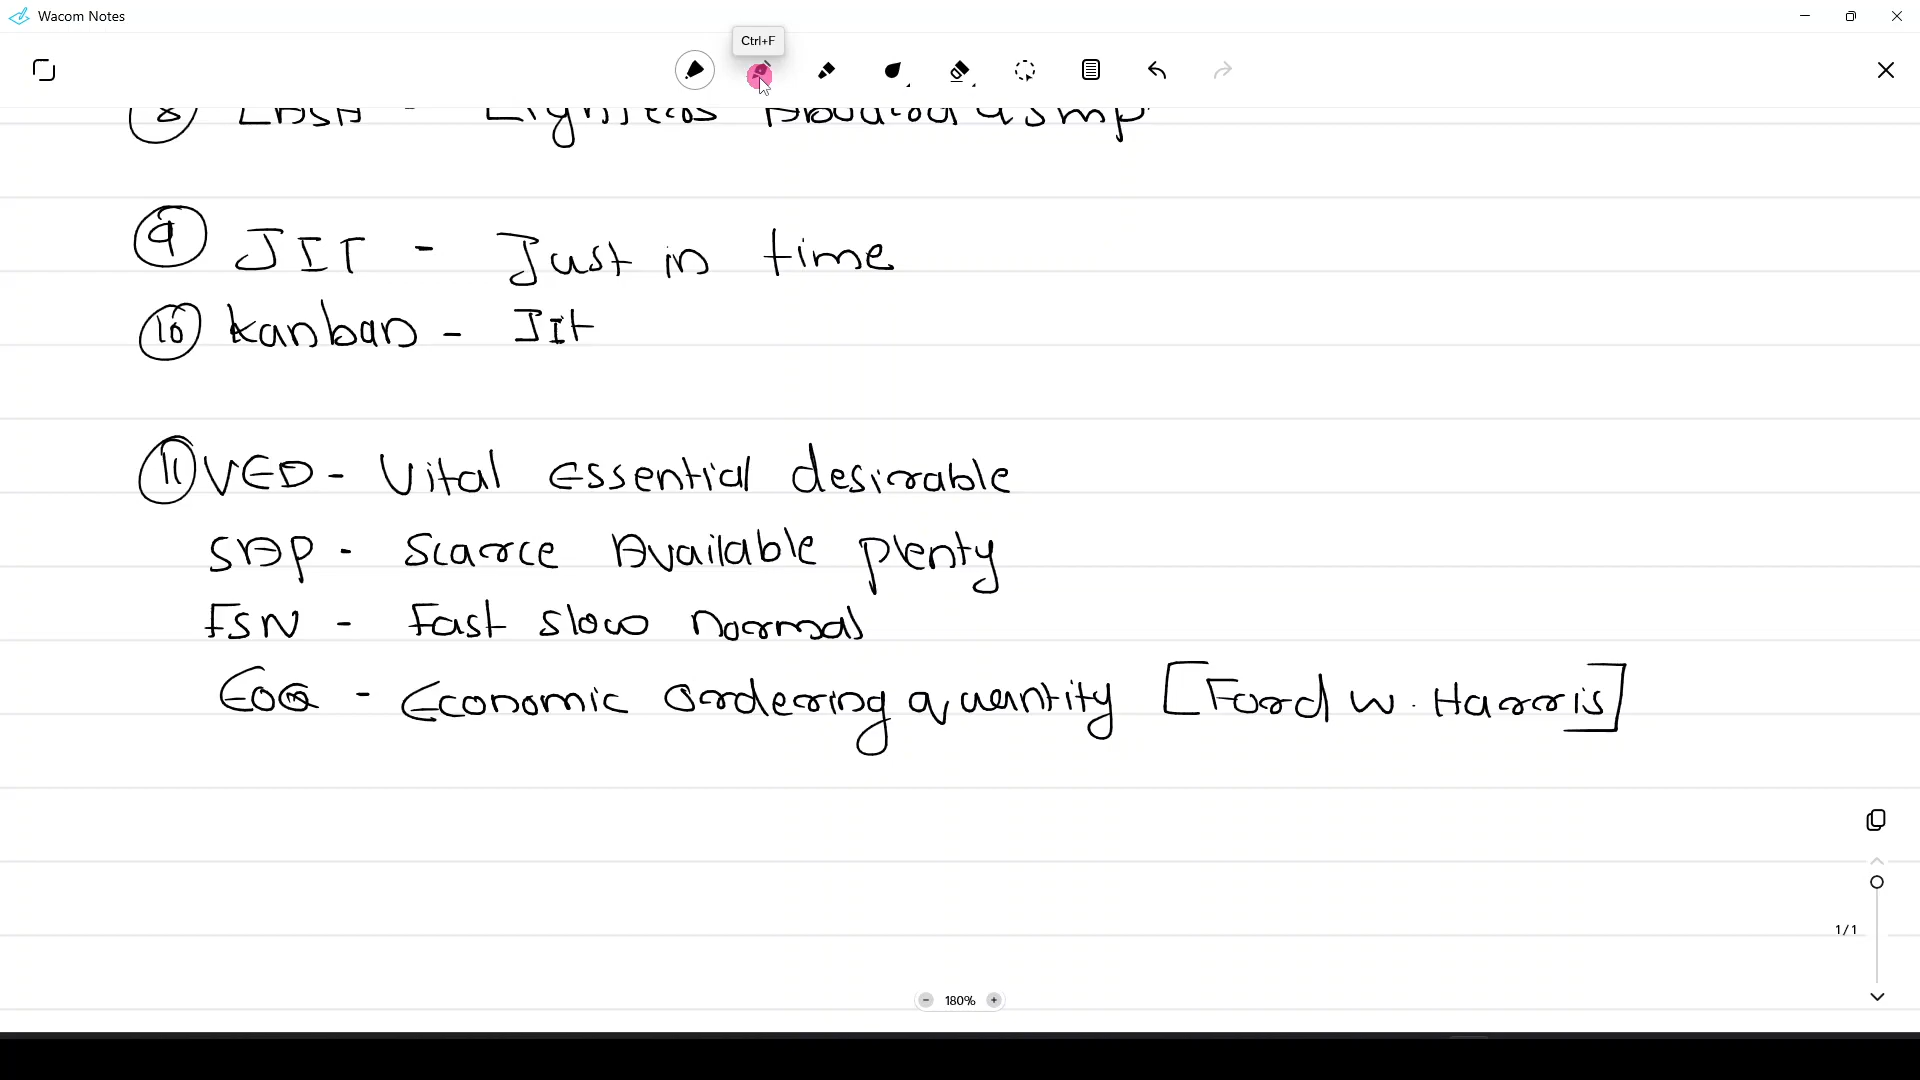 Wacom Notes
Ctrl+F
8
9 JIT - Just in time
10 Kanban - JIt
11 VED - Vital Essential desirable
SAP - Scarce Available plenty
FSN - Fast slow Normal
EOQ - Economic ordering quantity [Ford W. Harris]
1/1
180%